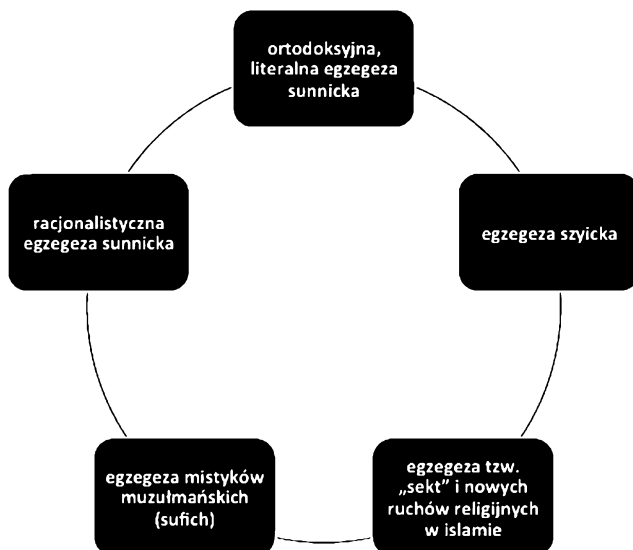 ortodoksyjna,
literalna egzegeza
sunnicka
racjonalistyczna
egzegeza sunnicka
egzegeza szyicka
egzegeza mistyków
muzułmańskich
(sufich)
egzegeza tzw.
„sekt” i nowych
ruchów religijnych
w islamie